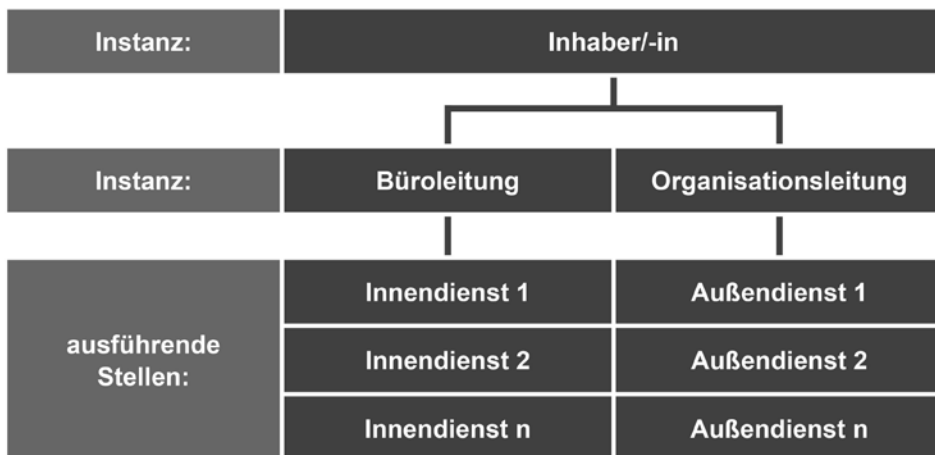 Instanz:
Inhaber/-in
Instanz:
Büroleitung
Organisationsleitung
ausführende
Stellen:
Innendienst 1
Außendienst 1
Innendienst 2
Außendienst 2
Innendienst n
Außendienst n